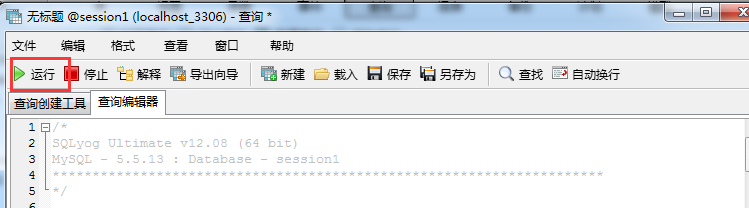 无标题 @session1 (localhost_3306) - 查询 *
文件 编辑 格式 查看 窗口 帮助
运行 停止 解释 导出向导 新建 载入 保存 另存为 查找 自动换行
查询创建工具 查询编辑器
1 /*
2 SQLyog Ultimate v12.08 (64 bit)
3 MySQL - 5.5.13 : Database - session1
4 *********************************************************************
5 */
6